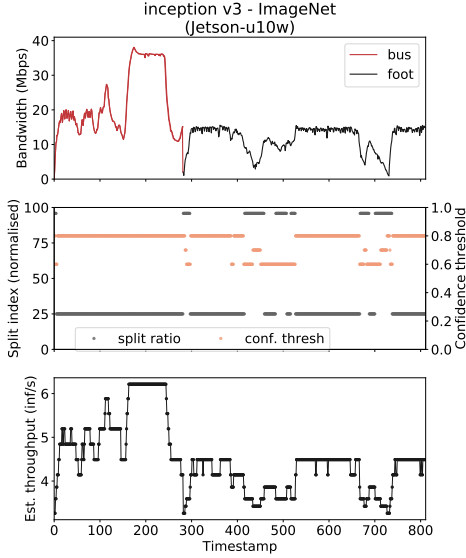 inception v3 - ImageNet
(Jetson-u10w)
Bandwidth (Mbps)
40
30
20
10
0
bus
foot
Split index (normalised)
100
75
50
25
0
Confidence threshold
1.0
0.8
0.6
0.4
0.2
0.0
split ratio
conf. thresh
Est. throughput (inf/s)
6
5
4
0 100 200 300 400 500 600 700 800
Timestamp